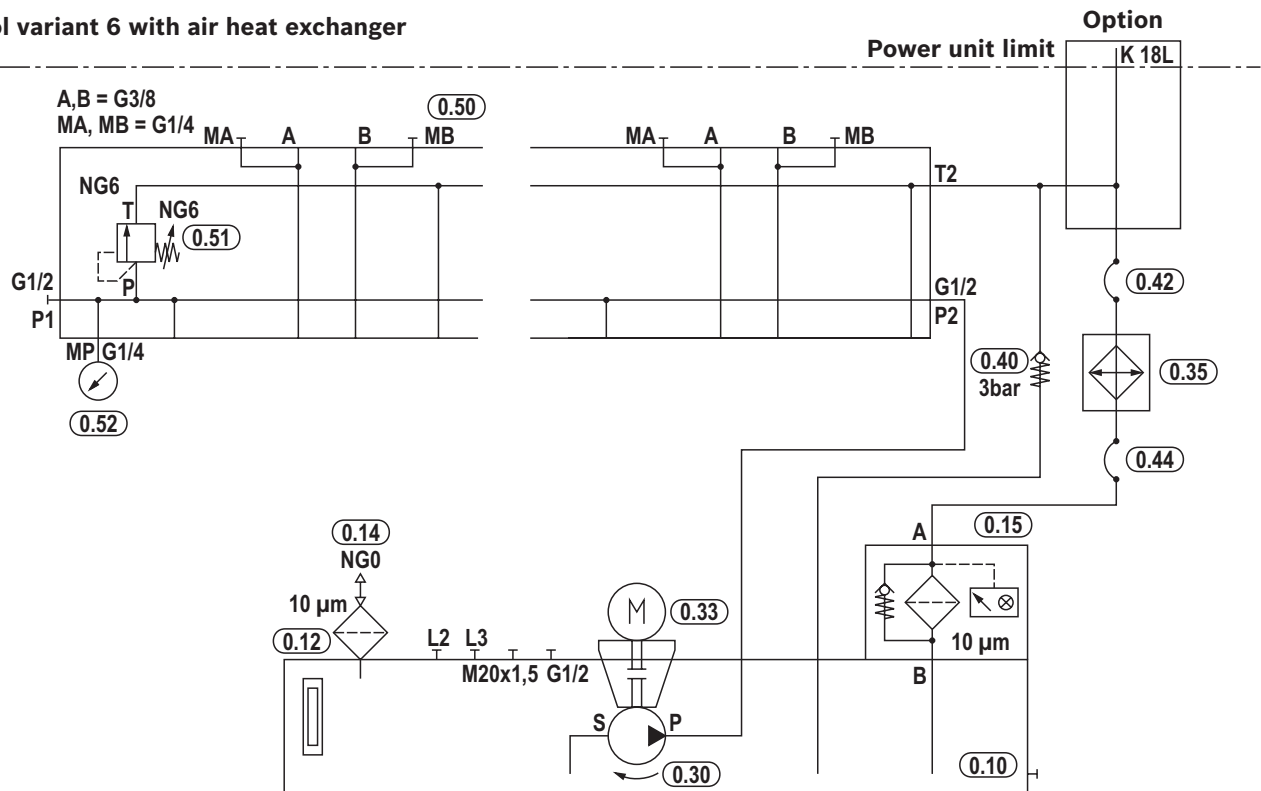 ol variant 6 with air heat exchanger
Option
Power unit limit
K 18L
A,B = G3/8
MA, MB = G1/4
0.50
MA A B MB
MA A B MB
T2
NG6
T NG6
0.51
G1/2
P
P1
G1/2
P2
0.42
MP G1/4
0.40
3bar
0.35
0.52
0.44
0.14
NG0
A
0.15
10 µm
M
0.33
0.12
L2 L3
10 µm
M20x1,5 G1/2
B
S P
0.30
0.10